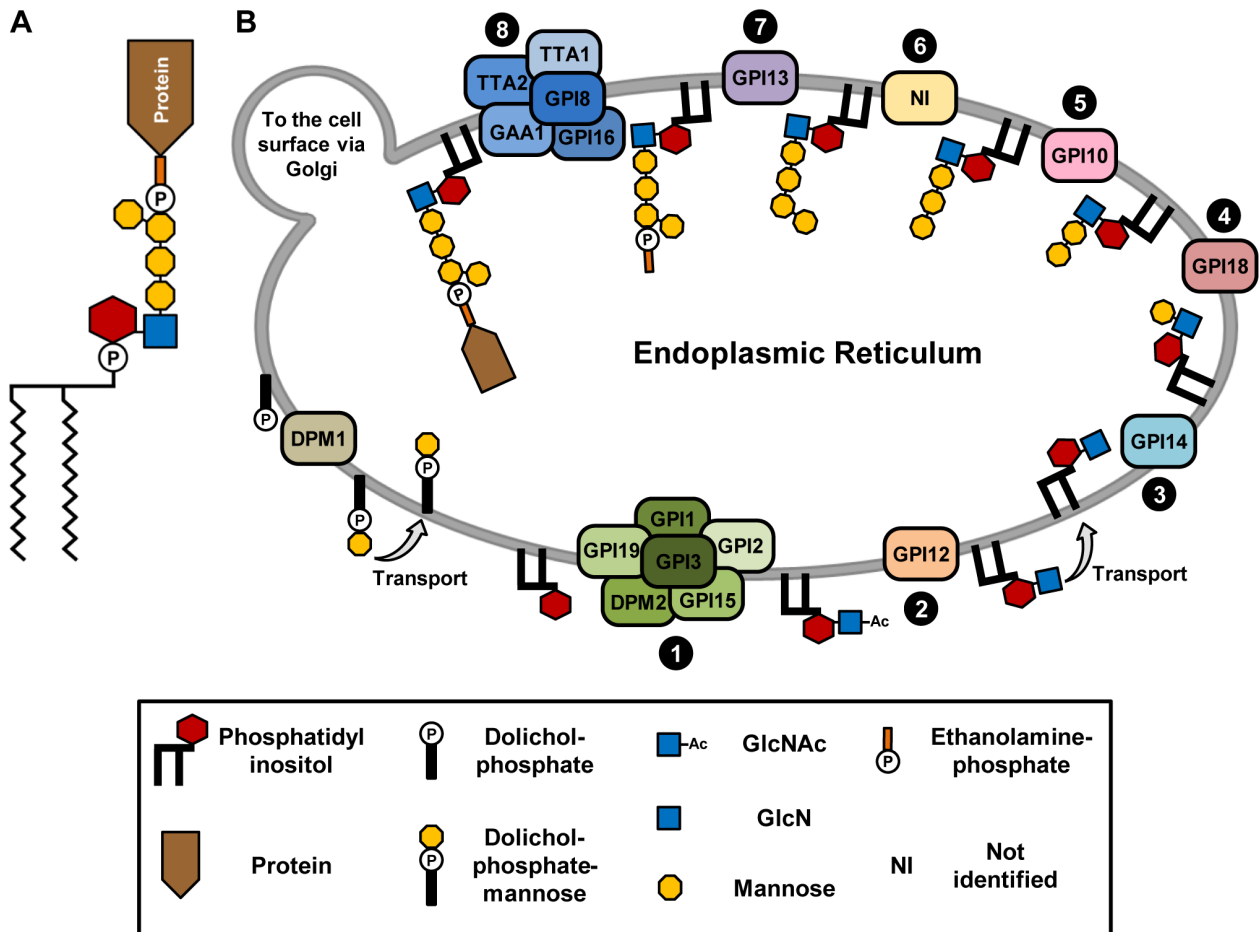 A
B
Protein
P
P
To the cell
surface via
Golgi
8
TTA1
TTA2
GPI8
GAA1
GPI16
7
GPI13
6
NI
5
GPI10
4
GPI18
P
P
Endoplasmic Reticulum
P
DPM1
P
P
Transport
GPI14
3
GPI1
GPI19
GPI2
GPI3
DPM2
GPI15
1
Ac
GPI12
2
Transport
Phosphatidyl
inositol
P
Dolichol-
phosphate
Ac
GlcNAc
P
Ethanolamine-
phosphate
GlcN
Protein
P
Dolichol-
phosphate-
mannose
Mannose
NI
Not
identified